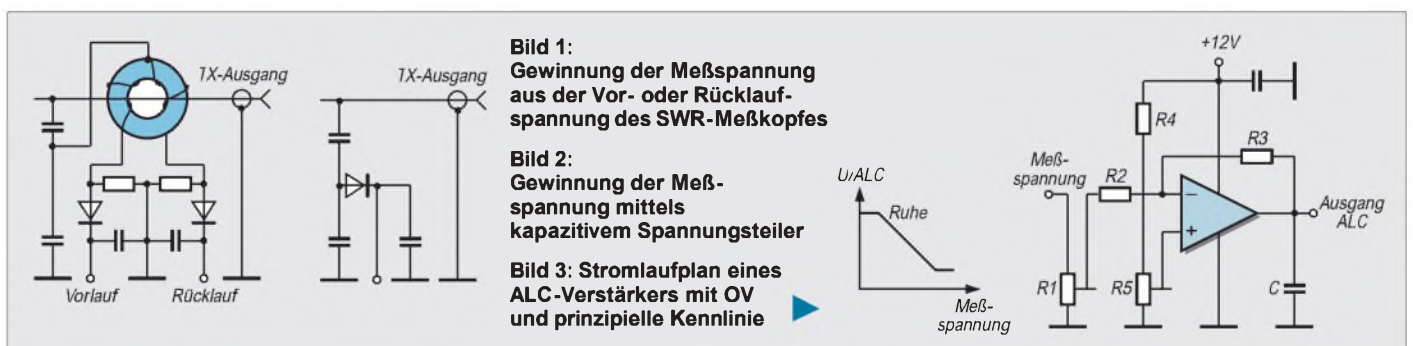 TX-Ausgang
Vorlauf
Rücklauf
TX-Ausgang
Bild 1:
Gewinnung der Meßspannung
aus der Vor- oder Rücklauf-
spannung des SWR-Meßkopfes
Bild 2:
Gewinnung der Meß-
spannung mittels
kapazitivem Spannungsteiler
Bild 3: Stromlaufplan eines
ALC-Verstärkers mit OV
und prinzipielle Kennlinie
U/ALC
Ruhe
Meß-
spannung
+12V
R4
R3
Meß-
spannung
R2
−
+
Ausgang
ALC
R1
R5
C